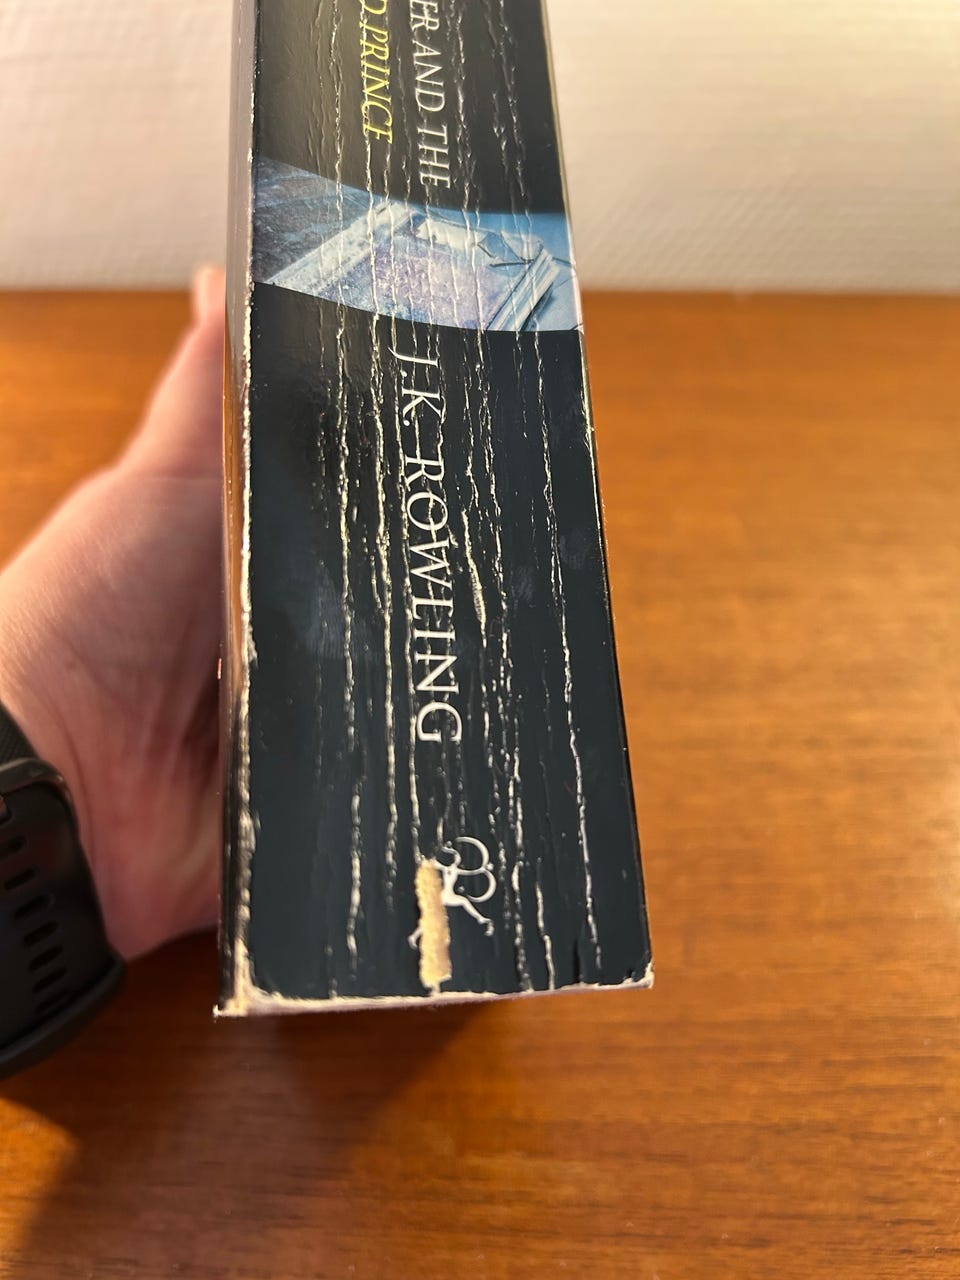 ER AND THE
D PRINCE
J.K. ROWLING